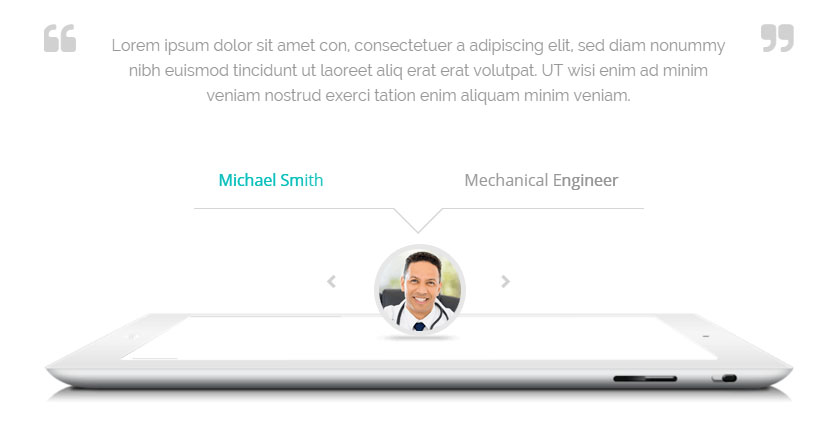 Lorem ipsum dolor sit amet con, consectetuer a adipiscing elit, sed diam nonummy
nibh euismod tincidunt ut laoreet aliq erat erat volutpat. UT wisi enim ad minim
veniam nostrud exerci tation enim aliquam minim veniam.
Michael Smith
Mechanical Engineer